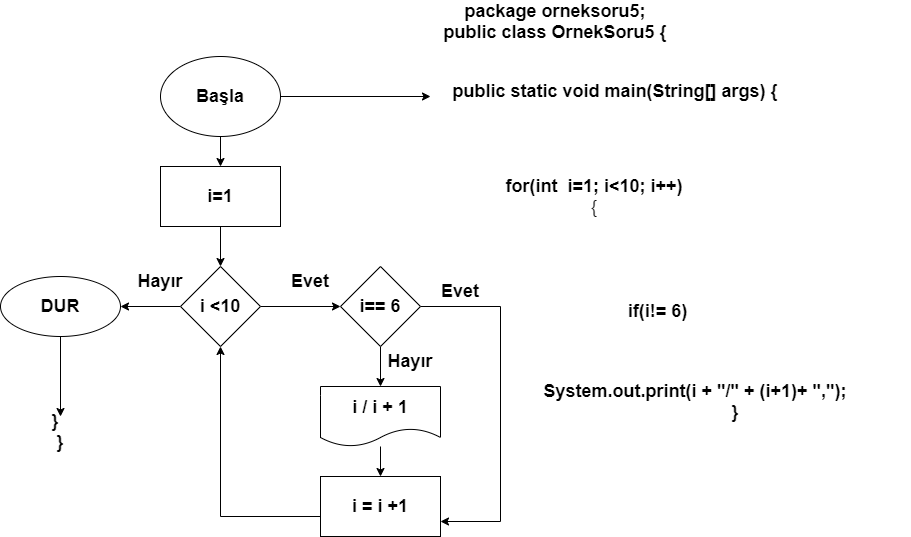 package orneksoru5;
public class OrnekSoru5 {
Başla
public static void main(String[] args) {
i=1
for(int  i=1; i<10; i++)
{
Hayır
Evet
Evet
DUR
i <10
i== 6
if(i!= 6)
Hayır
i / i + 1
System.out.print(i + "/" + (i+1)+ ",");
}
}
}
i = i +1